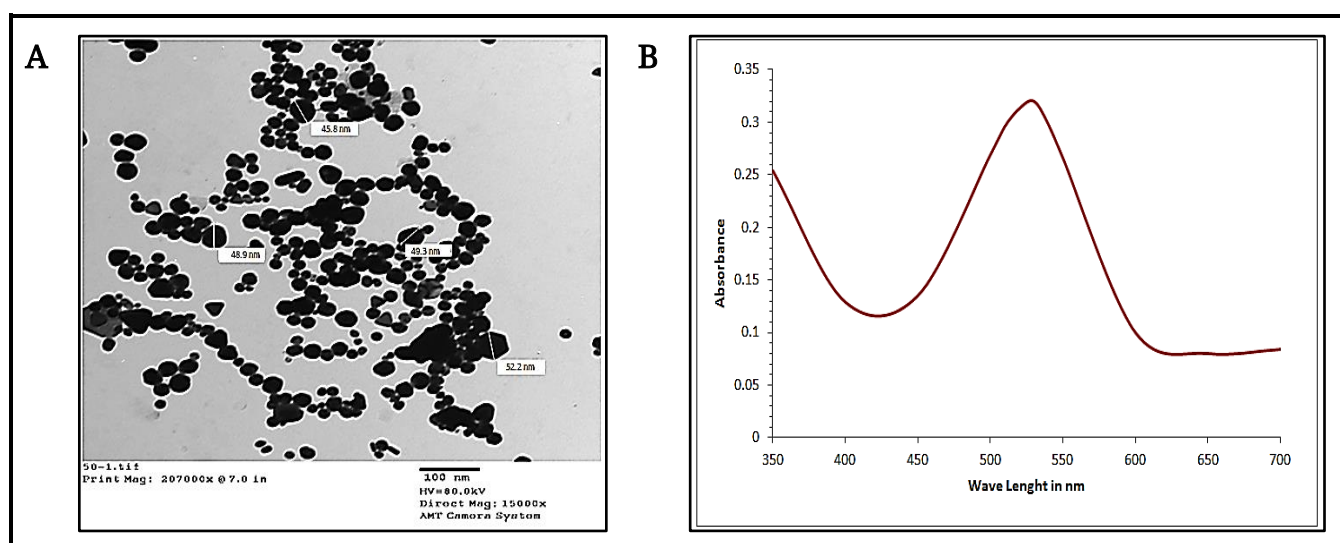 A
45.8 nm
48.9 nm
49.3 nm
52.2 nm
50-1.tif
Print Mag: 207000x @ 7.0 in
100 nm
HV=80.0kV
Direct Mag: 15000x
AMT Camera System
B
0.35
0.3
0.25
0.2
0.15
0.1
0.05
0
Absorbance
350 400 450 500 550 600 650 700
Wave Lenght in nm